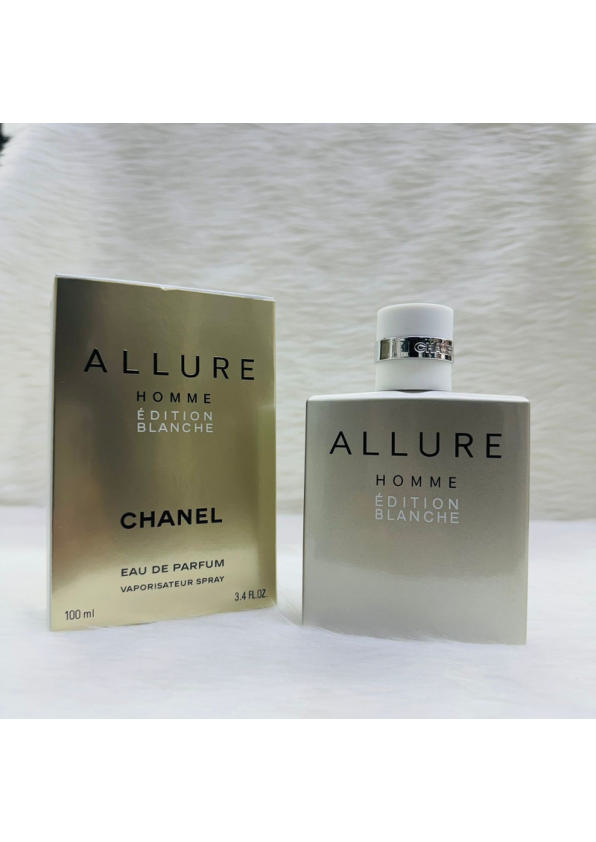 ALLURE
HOMME
ÉDITION
BLANCHE
CHANEL
EAU DE PARFUM
VAPORISATEUR SPRAY
100 ml
3.4 FL.OZ.
ALLURE
HOMME
ÉDITION
BLANCHE